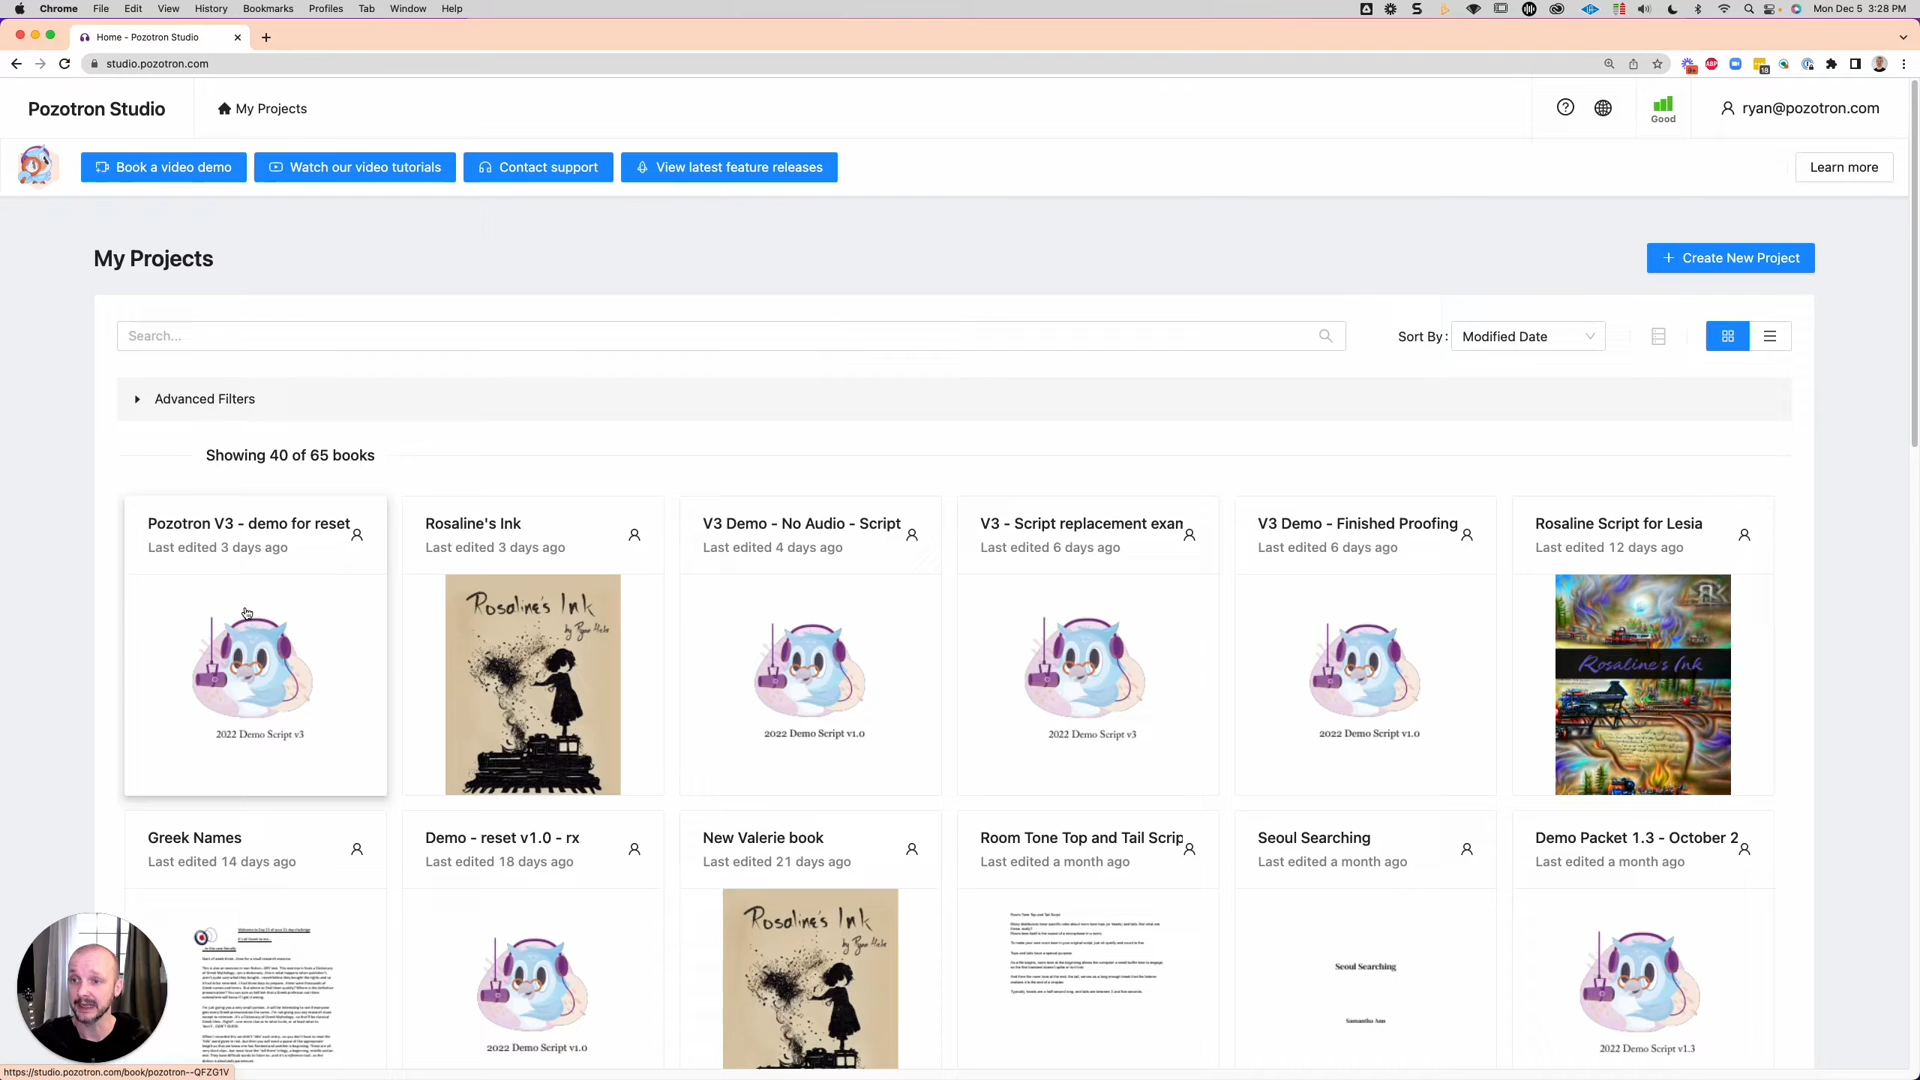 Chrome File Edit View History Bookmarks Profiles Tab Window Help Mon Dec 5 3:28 PM
Home - Pozotron Studio
studio.pozotron.com
Pozotron Studio My Projects Good ryan@pozotron.com
Book a video demo Watch our video tutorials Contact support View latest feature releases Learn more
My Projects + Create New Project
Search... Sort By: Modified Date
Advanced Filters
Showing 40 of 65 books
Pozotron V3 - demo for reset
Last edited 3 days ago
2022 Demo Script v3
Rosaline's Ink
Last edited 3 days ago
Rosaline's Ink
V3 Demo - No Audio - Script
Last edited 4 days ago
2022 Demo Script v1.0
V3 - Script replacement exam
Last edited 6 days ago
2022 Demo Script v3
V3 Demo - Finished Proofing
Last edited 6 days ago
2022 Demo Script v1.0
Rosaline Script for Lesia
Last edited 12 days ago
Rosaline's Ink
Greek Names
Last edited 14 days ago
Demo - reset v1.0 - rx
Last edited 18 days ago
2022 Demo Script v1.0
New Valerie book
Last edited 21 days ago
Rosaline's Ink
Room Tone Top and Tail Scrip
Last edited a month ago
Room Tone Top and Tail Script
Seoul Searching
Last edited a month ago
Seoul Searching
Samantha Ann
Demo Packet 1.3 - October 2
Last edited a month ago
2022 Demo Script v1.3
https://studio.pozotron.com/book/pozotron--QFZG1V